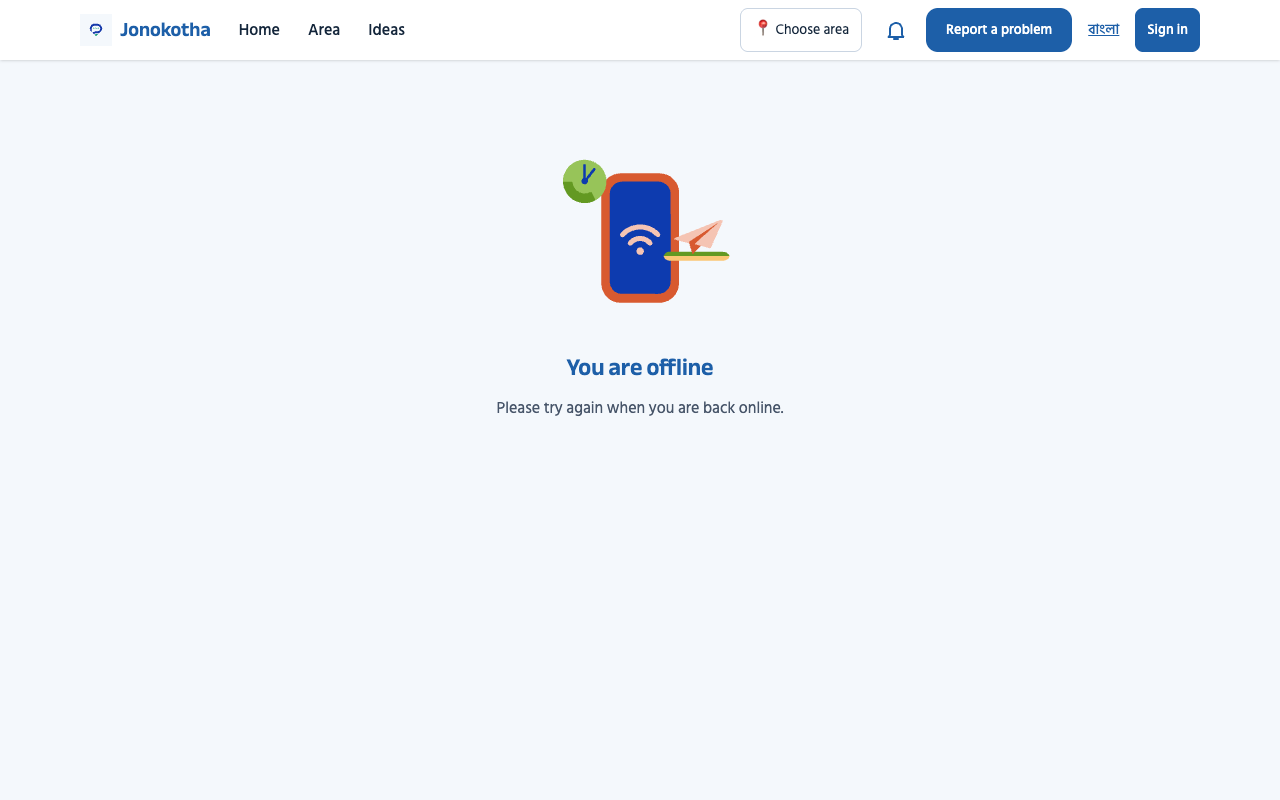 Jonokotha
Home
Area
Ideas
Choose area
Report a problem
বাংলা
Sign in
You are offline
Please try again when you are back online.